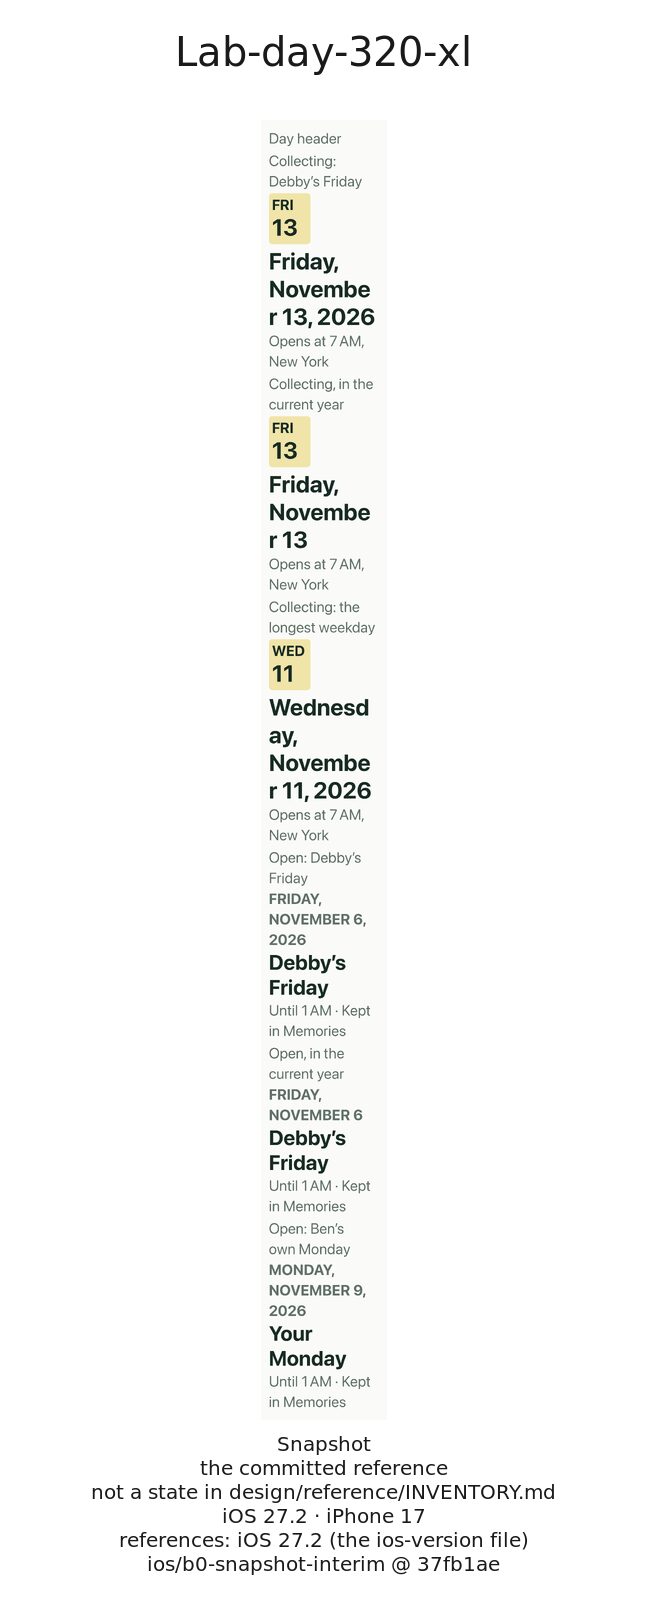 Lab-day-320-xl
Day header
Collecting:
Debby’s Friday
FRI
13
Friday,
Novembe
r 13, 2026
Opens at 7 AM,
New York
Collecting, in the
current year
FRI
13
Friday,
Novembe
r 13
Opens at 7 AM,
New York
Collecting: the
longest weekday
WED
11
Wednesd
ay,
Novembe
r 11, 2026
Opens at 7 AM,
New York
Open: Debby’s
Friday
FRIDAY,
NOVEMBER 6,
2026
Debby’s
Friday
Until 1 AM · Kept
in Memories
Open, in the
current year
FRIDAY,
NOVEMBER 6
Debby’s
Friday
Until 1 AM · Kept
in Memories
Open: Ben’s
own Monday
MONDAY,
NOVEMBER 9,
2026
Your
Monday
Until 1 AM · Kept
in Memories
Snapshot
the committed reference
not a state in design/reference/INVENTORY.md
iOS 27.2 · iPhone 17
references: iOS 27.2 (the ios-version file)
ios/b0-snapshot-interim @ 37fb1ae